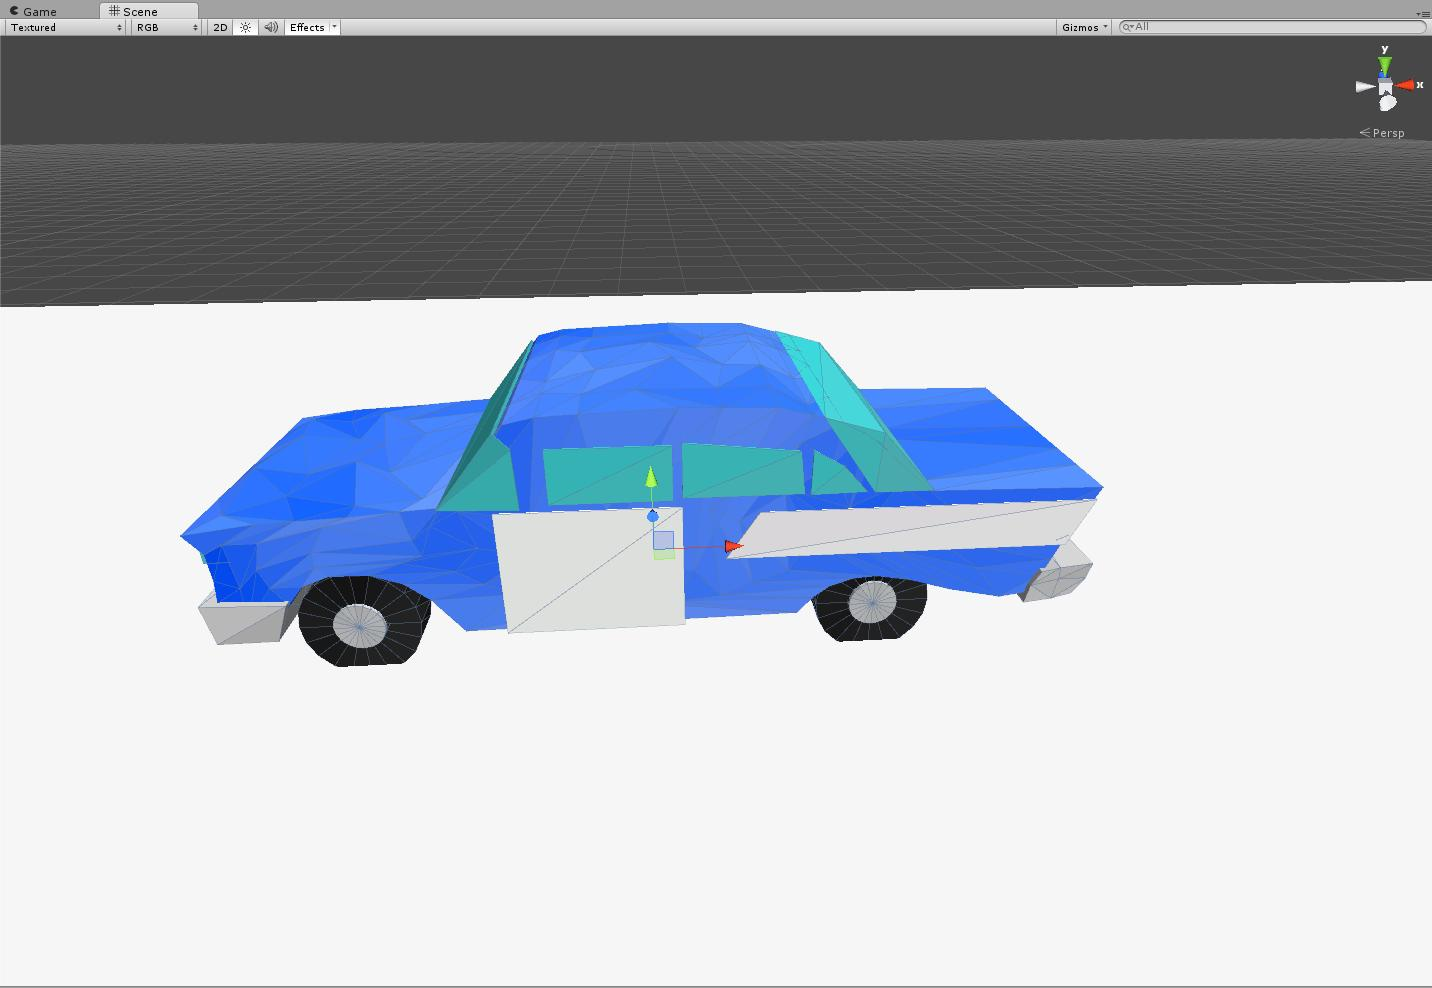 Game Scene
Textured RGB 2D Effects Gizmos All
y
x
Persp